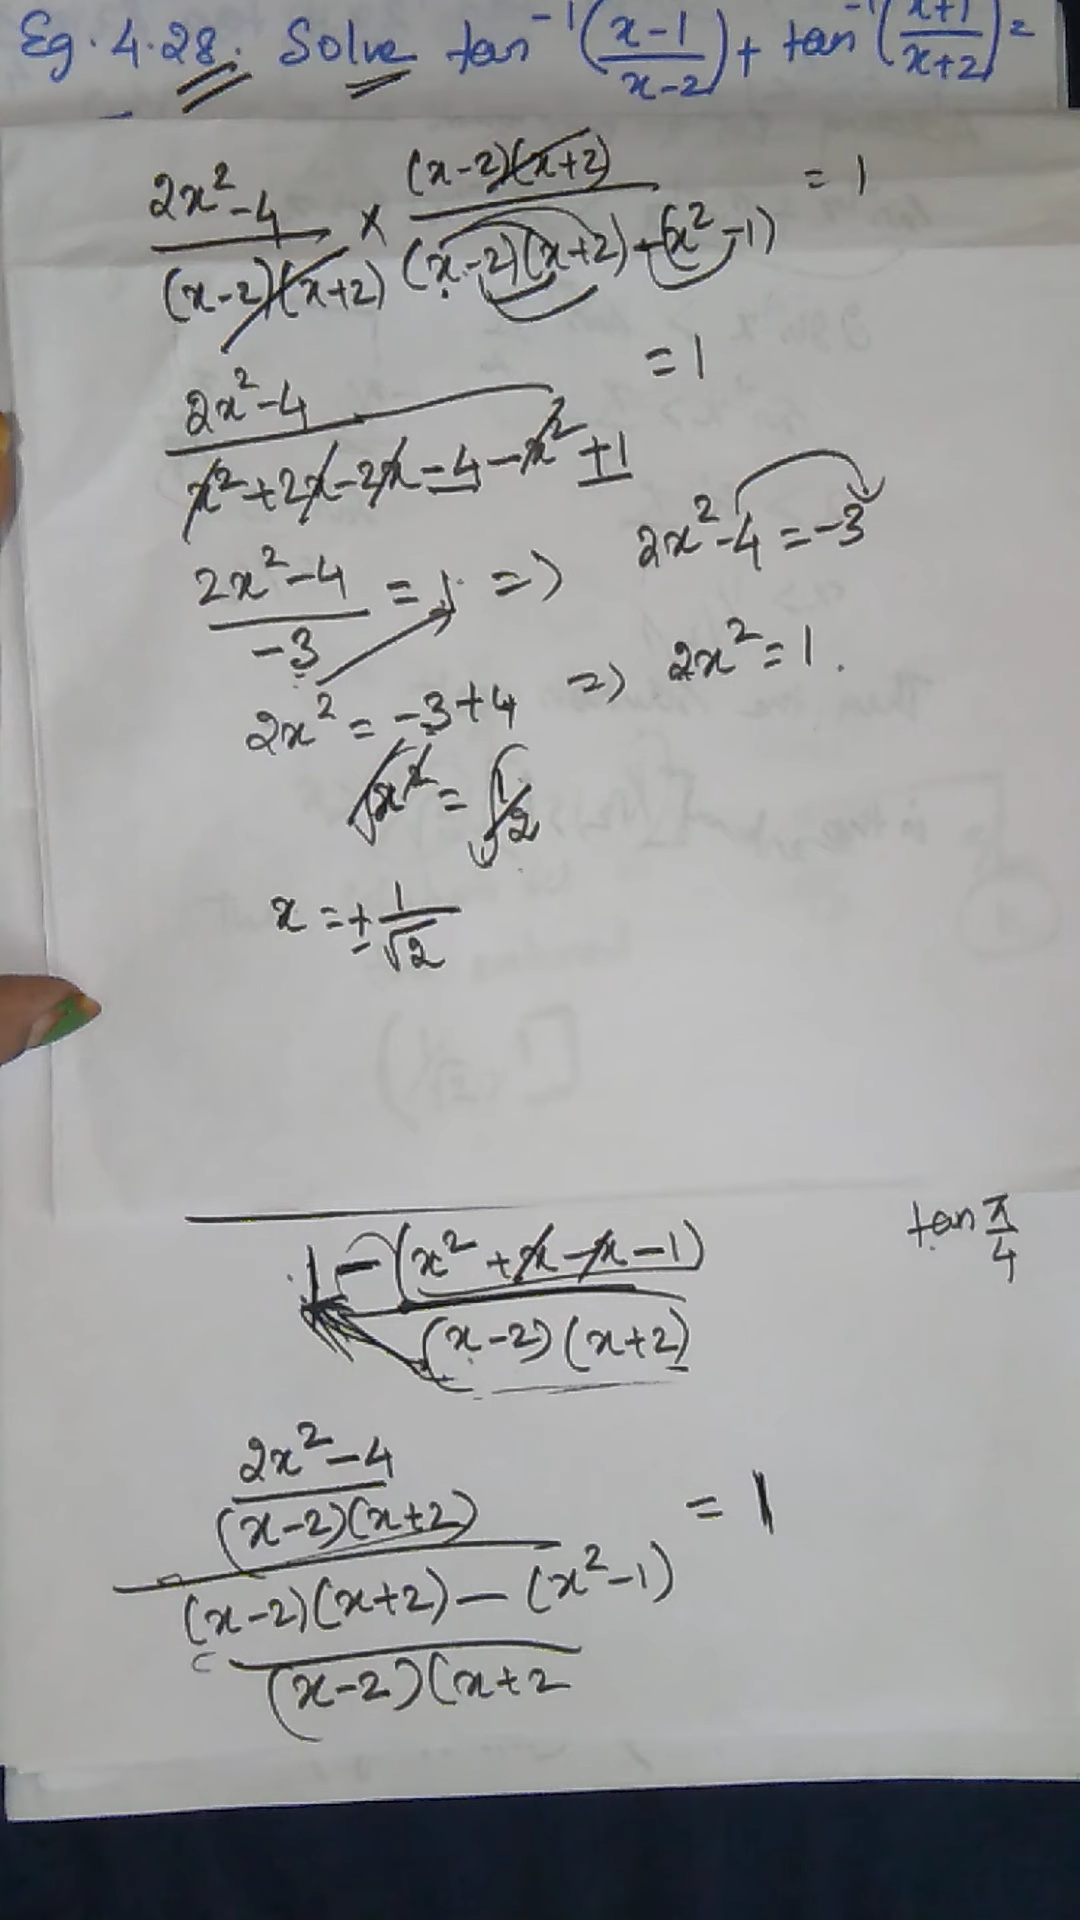 Eg. 4.28. Solve tan⁻¹((x-1)/(x-2)) + tan⁻¹((x+1)/(x+2)) =
(2x²-4)/((x-2)(x+2)) × ((x-2)(x+2))/((x-2)(x+2)-(x²-1)) = 1
(2x²-4)/(x²+2x-2x-4-x²+1) = 1
(2x²-4)/(-3) = 1 => 2x²-4 = -3
2x² = -3+4 => 2x² = 1.
√x² = √(1/2)
x = ± 1/√2
1 - (x²+x-x-1)/((x-2)(x+2))
tan π/4
((2x²-4)/((x-2)(x+2)))/(((x-2)(x+2) - (x²-1))/((x-2)(x+2)) = 1